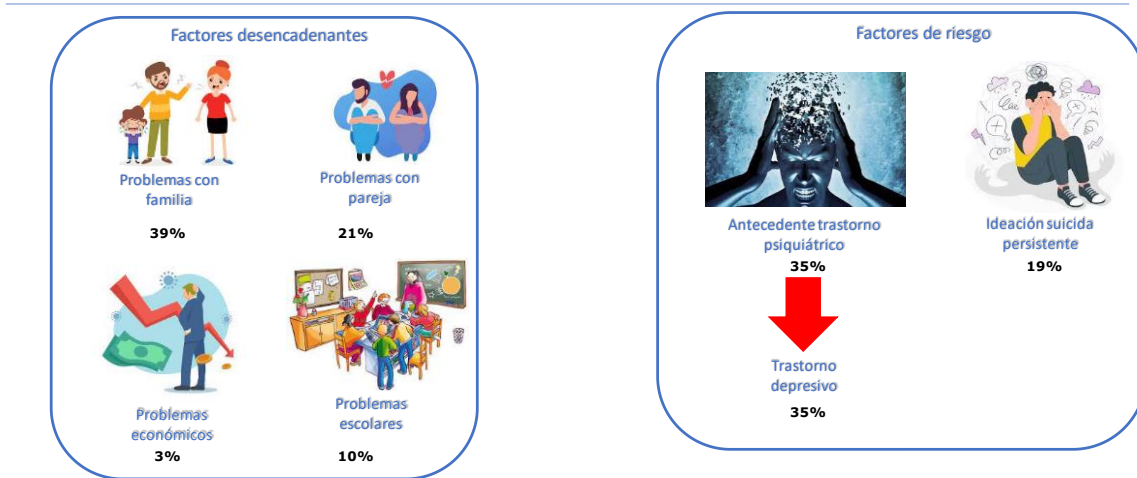 Factores desencadenantes
Problemas con
familia
39%
Problemas con
pareja
21%
Problemas
económicos
3%
Problemas
escolares
10%
Factores de riesgo
Antecedente trastorno
psiquiátrico
35%
Ideación suicida
persistente
19%
Trastorno
depresivo
35%